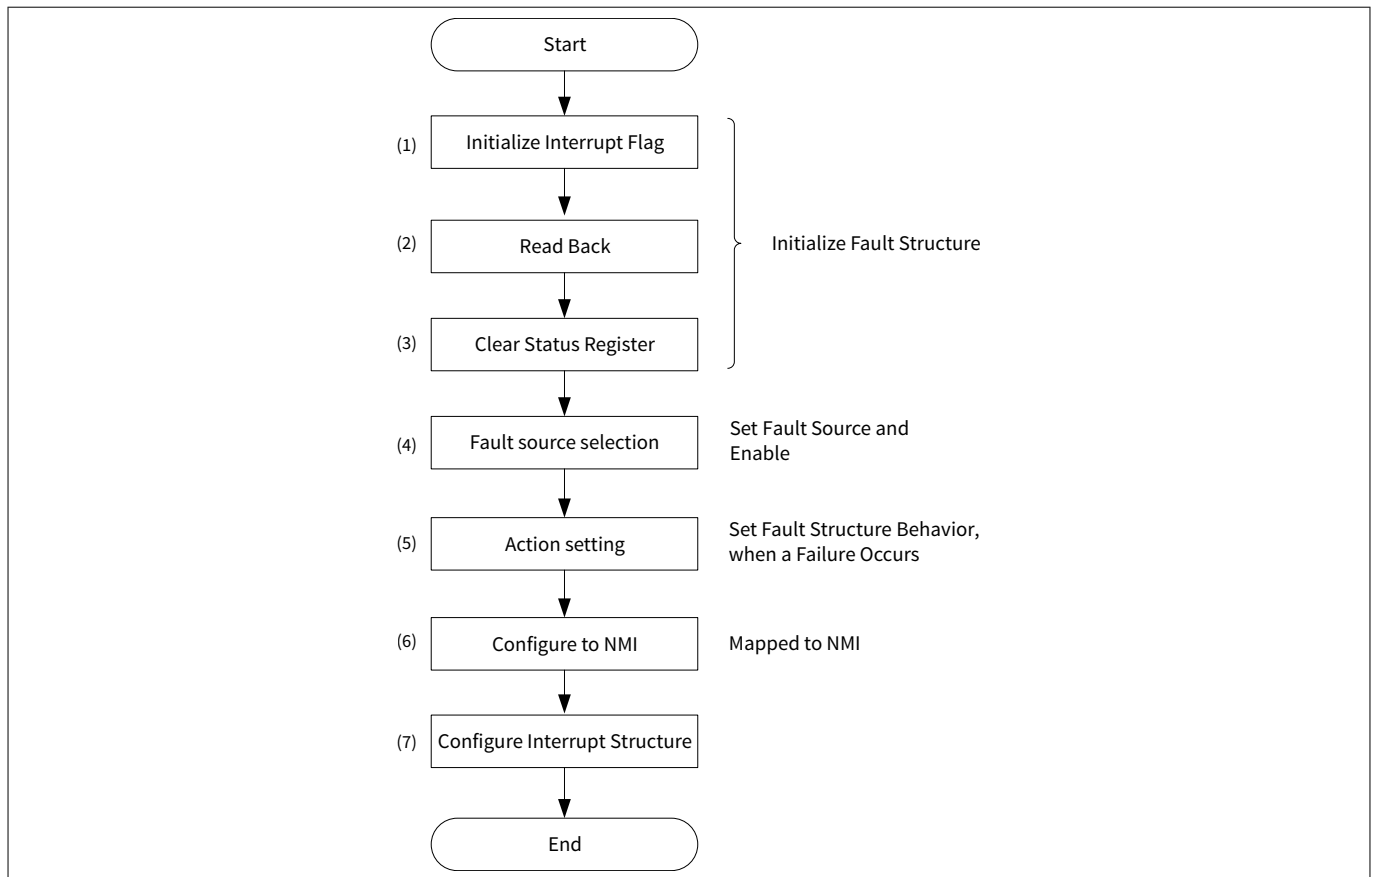 Start
(1)
Initialize Interrupt Flag
(2)
Read Back
Initialize Fault Structure
(3)
Clear Status Register
(4)
Fault source selection
Set Fault Source and
Enable
(5)
Action setting
Set Fault Structure Behavior,
when a Failure Occurs
(6)
Configure to NMI
Mapped to NMI
(7)
Configure Interrupt Structure
End